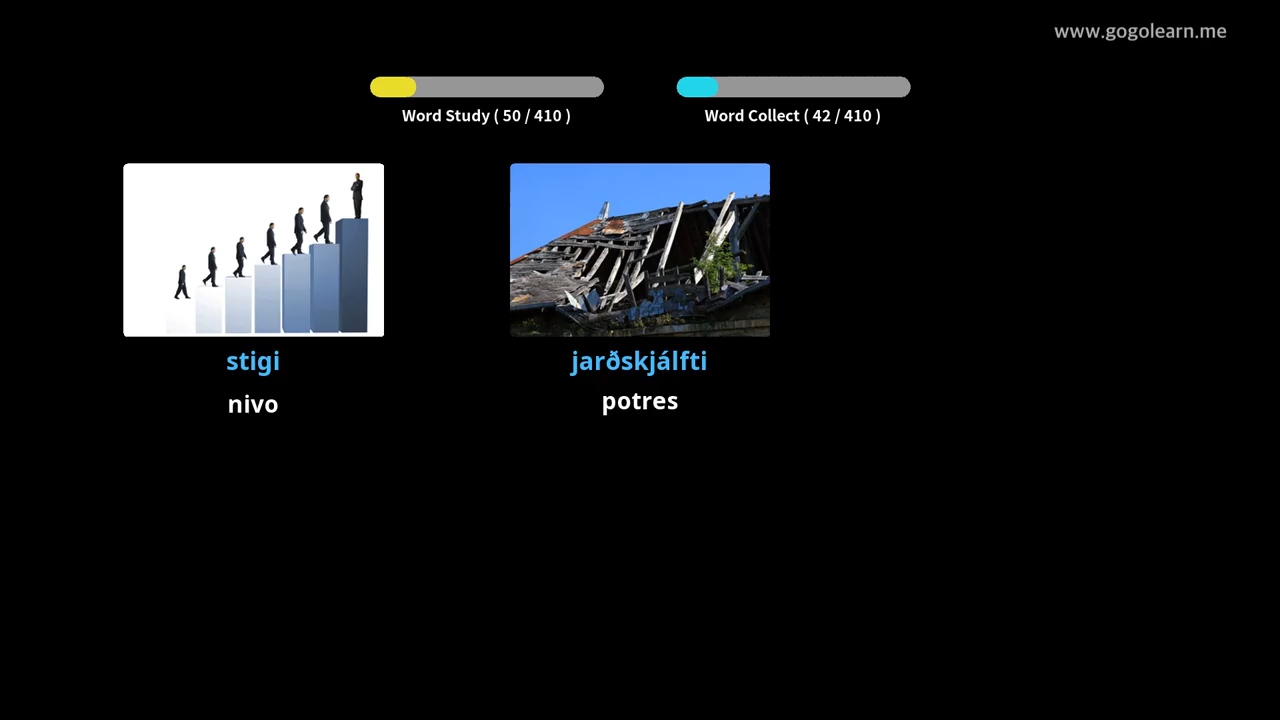 www.gogolearn.me
Word Study ( 50 / 410 )
Word Collect ( 42 / 410 )
stigi
nivo
jarðskjálfti
potres